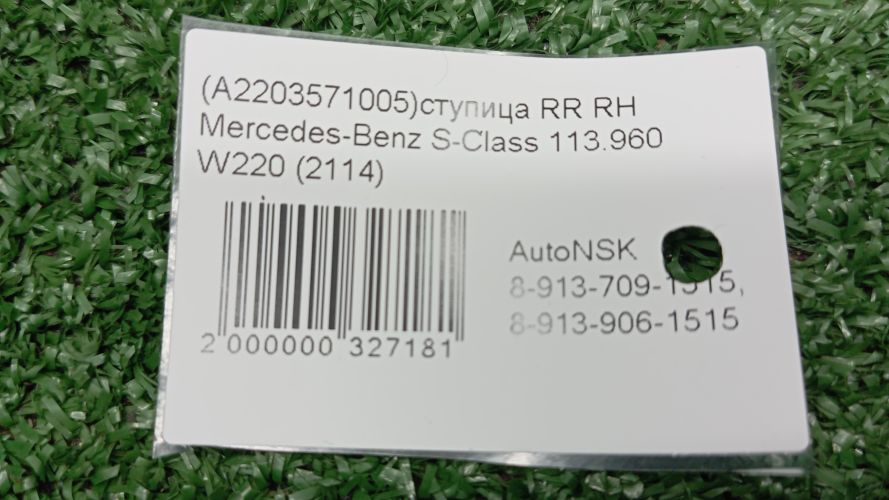 (A2203571005)ступица RR RH
Mercedes-Benz S-Class 113.960
W220 (2114)
AutoNSK
8-913-709-1515,
8-913-906-1515
2 000000 327181